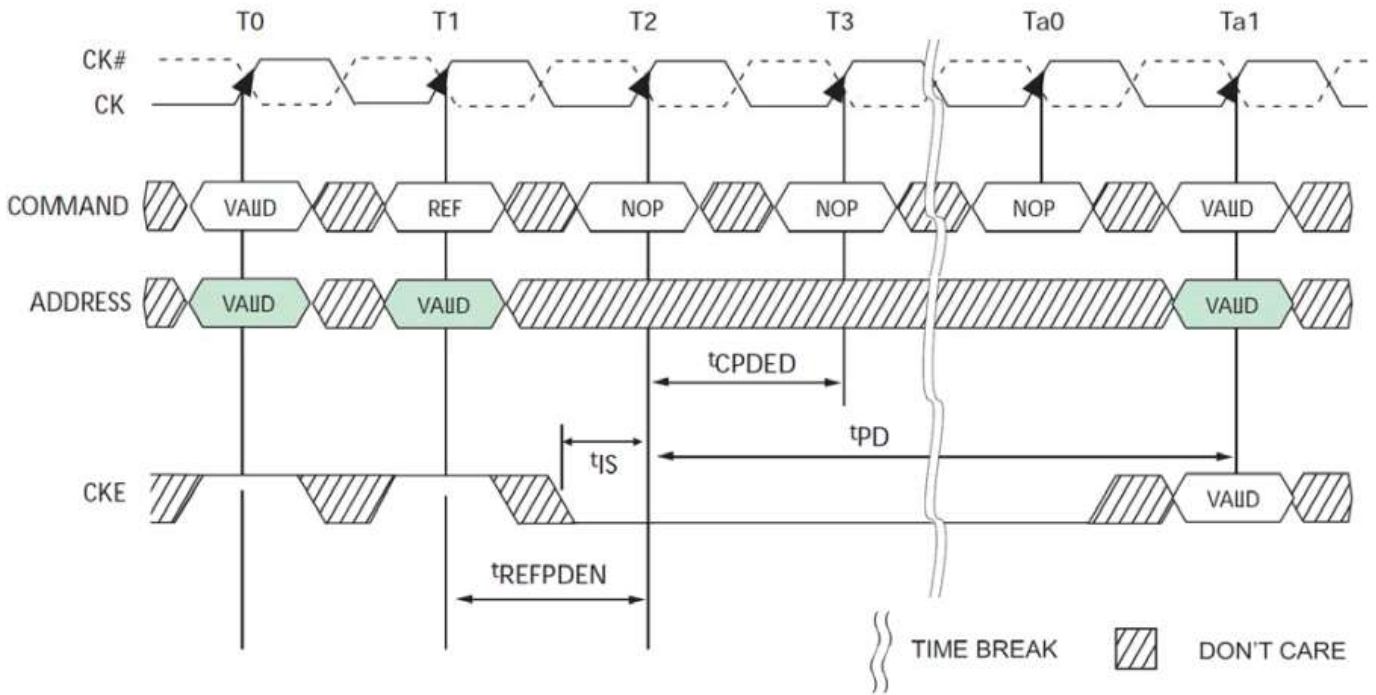 T0 T1 T2 T3 Ta0 Ta1
CK#
CK
COMMAND VALID REF NOP NOP NOP VALID
ADDRESS VALID VALID VALID
tCPDED
tPD
tIS
CKE VALID
tREFPDEN
TIME BREAK DON'T CARE